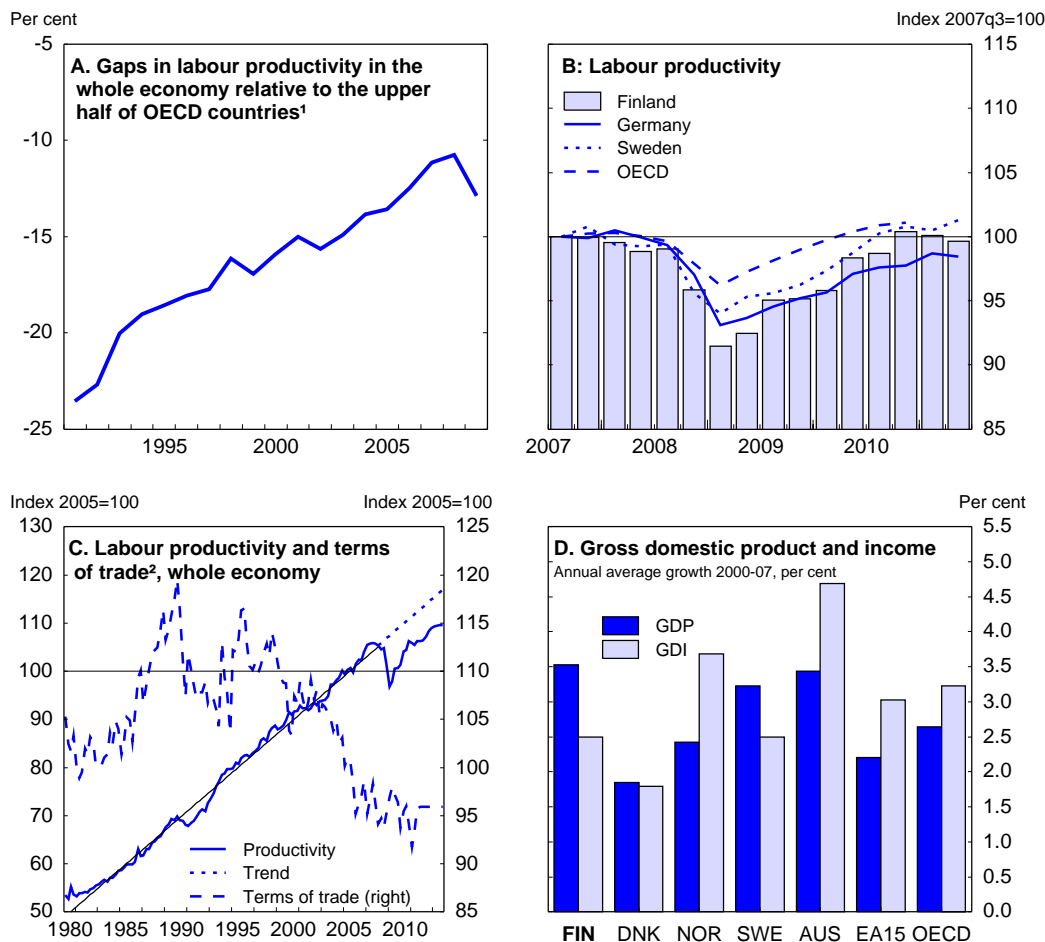 Per cent
-5
-10
-15
-20
-25
A. Gaps in labour productivity in the
whole economy relative to the upper
half of OECD countries¹
1995 2000 2005
Index 2007q3=100
115
110
105
100
95
90
85
B: Labour productivity
Finland
Germany
Sweden
OECD
2007 2008 2009 2010
Index 2005=100
Index 2005=100
130
120
110
100
90
80
70
60
50
125
120
115
110
105
100
95
90
85
C. Labour productivity and terms
of trade², whole economy
Productivity
Trend
Terms of trade (right)
1980 1985 1990 1995 2000 2005 2010
Per cent
5.5
5.0
4.5
4.0
3.5
3.0
2.5
2.0
1.5
1.0
0.5
0.0
D. Gross domestic product and income
Annual average growth 2000-07, per cent
GDP
GDI
FIN DNK NOR SWE AUS EA15 OECD